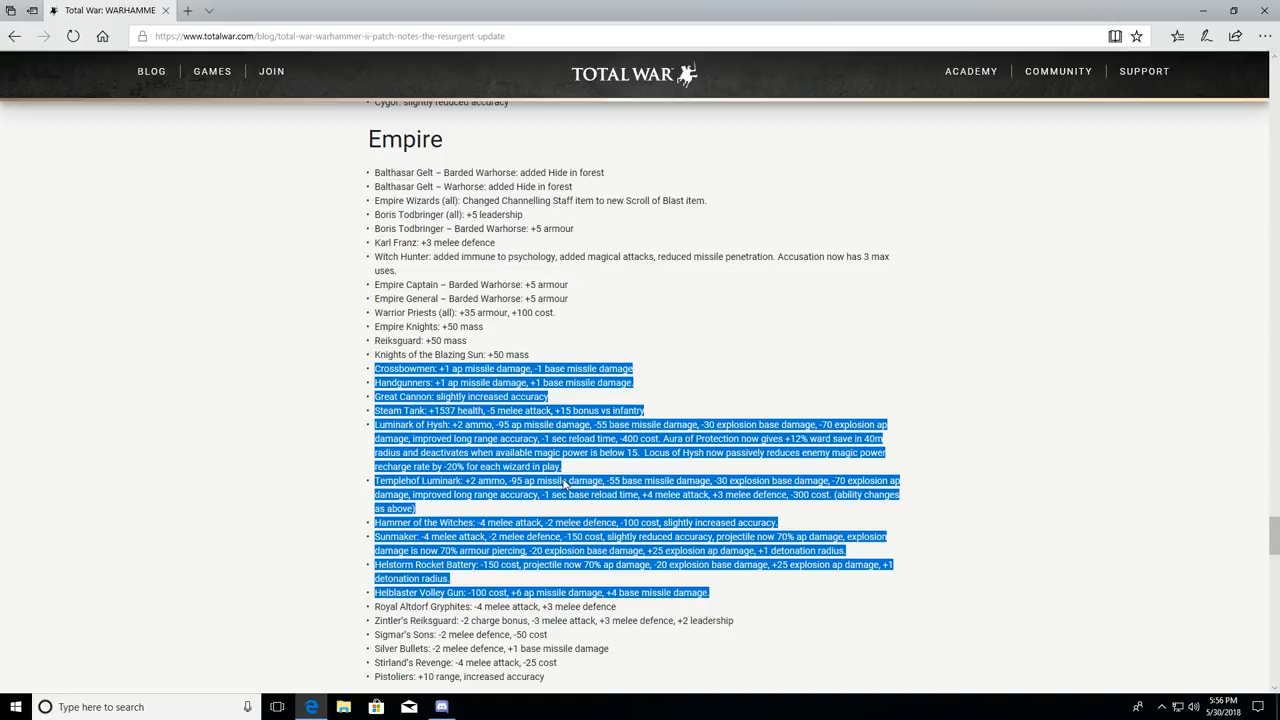 Total War: WARHAMME
https://www.totalwar.com/blog/total-war-warhammer-ii-patch-notes-the-resurgent-update
BLOG
GAMES
JOIN
TOTAL WAR
ACADEMY
COMMUNITY
SUPPORT
Cygor: slightly reduced accuracy
Empire
• Balthasar Gelt – Barded Warhorse: added Hide in forest
• Balthasar Gelt – Warhorse: added Hide in forest
• Empire Wizards (all): Changed Channelling Staff item to new Scroll of Blast item.
• Boris Todbringer (all): +5 leadership
• Boris Todbringer – Barded Warhorse: +5 armour
• Karl Franz: +3 melee defence
• Witch Hunter: added immune to psychology, added magical attacks, reduced missile penetration. Accusation now has 3 max
uses.
• Empire Captain – Barded Warhorse: +5 armour
• Empire General – Barded Warhorse: +5 armour
• Warrior Priests (all): +35 armour, +100 cost.
• Empire Knights: +50 mass
• Reiksguard: +50 mass
• Knights of the Blazing Sun: +50 mass
• Crossbowmen: +1 ap missile damage, -1 base missile damage
• Handgunners: +1 ap missile damage, +1 base missile damage.
• Great Cannon: slightly increased accuracy
• Steam Tank: +1537 health, -5 melee attack, +15 bonus vs infantry
• Luminark of Hysh: +2 ammo, -95 ap missile damage, -55 base missile damage, -30 explosion base damage, -70 explosion ap
damage, improved long range accuracy, -1 sec reload time, -400 cost. Aura of Protection now gives +12% ward save in 40m
radius and deactivates when available magic power is below 15. Locus of Hysh now passively reduces enemy magic power
recharge rate by -20% for each wizard in play.
• Templehof Luminark: +2 ammo, -95 ap missile damage, -55 base missile damage, -30 explosion base damage, -70 explosion ap
damage, improved long range accuracy, -1 sec base reload time, +4 melee attack, +3 melee defence, -300 cost. (ability changes
as above)
• Hammer of the Witches: -4 melee attack, -2 melee defence, -100 cost, slightly increased accuracy.
• Sunmaker: -4 melee attack, -2 melee defence, -150 cost, slightly reduced accuracy, projectile now 70% ap damage, explosion
damage is now 70% armour piercing, -20 explosion base damage, +25 explosion ap damage, +1 detonation radius.
• Helstorm Rocket Battery: -150 cost, projectile now 70% ap damage, -20 explosion base damage, +25 explosion ap damage, +1
detonation radius.
• Helblaster Volley Gun: -100 cost, +6 ap missile damage, +4 base missile damage.
• Royal Altdorf Gryphites: -4 melee attack, +3 melee defence
• Zintler's Reiksguard: -2 charge bonus, -3 melee attack, +3 melee defence, +2 leadership
• Sigmar's Sons: -2 melee defence, -50 cost
• Silver Bullets: -2 melee defence, +1 base missile damage
• Stirland's Revenge: -4 melee attack, -25 cost
• Pistoliers: +10 range, increased accuracy
Type here to search
5:56 PM
5/30/2018